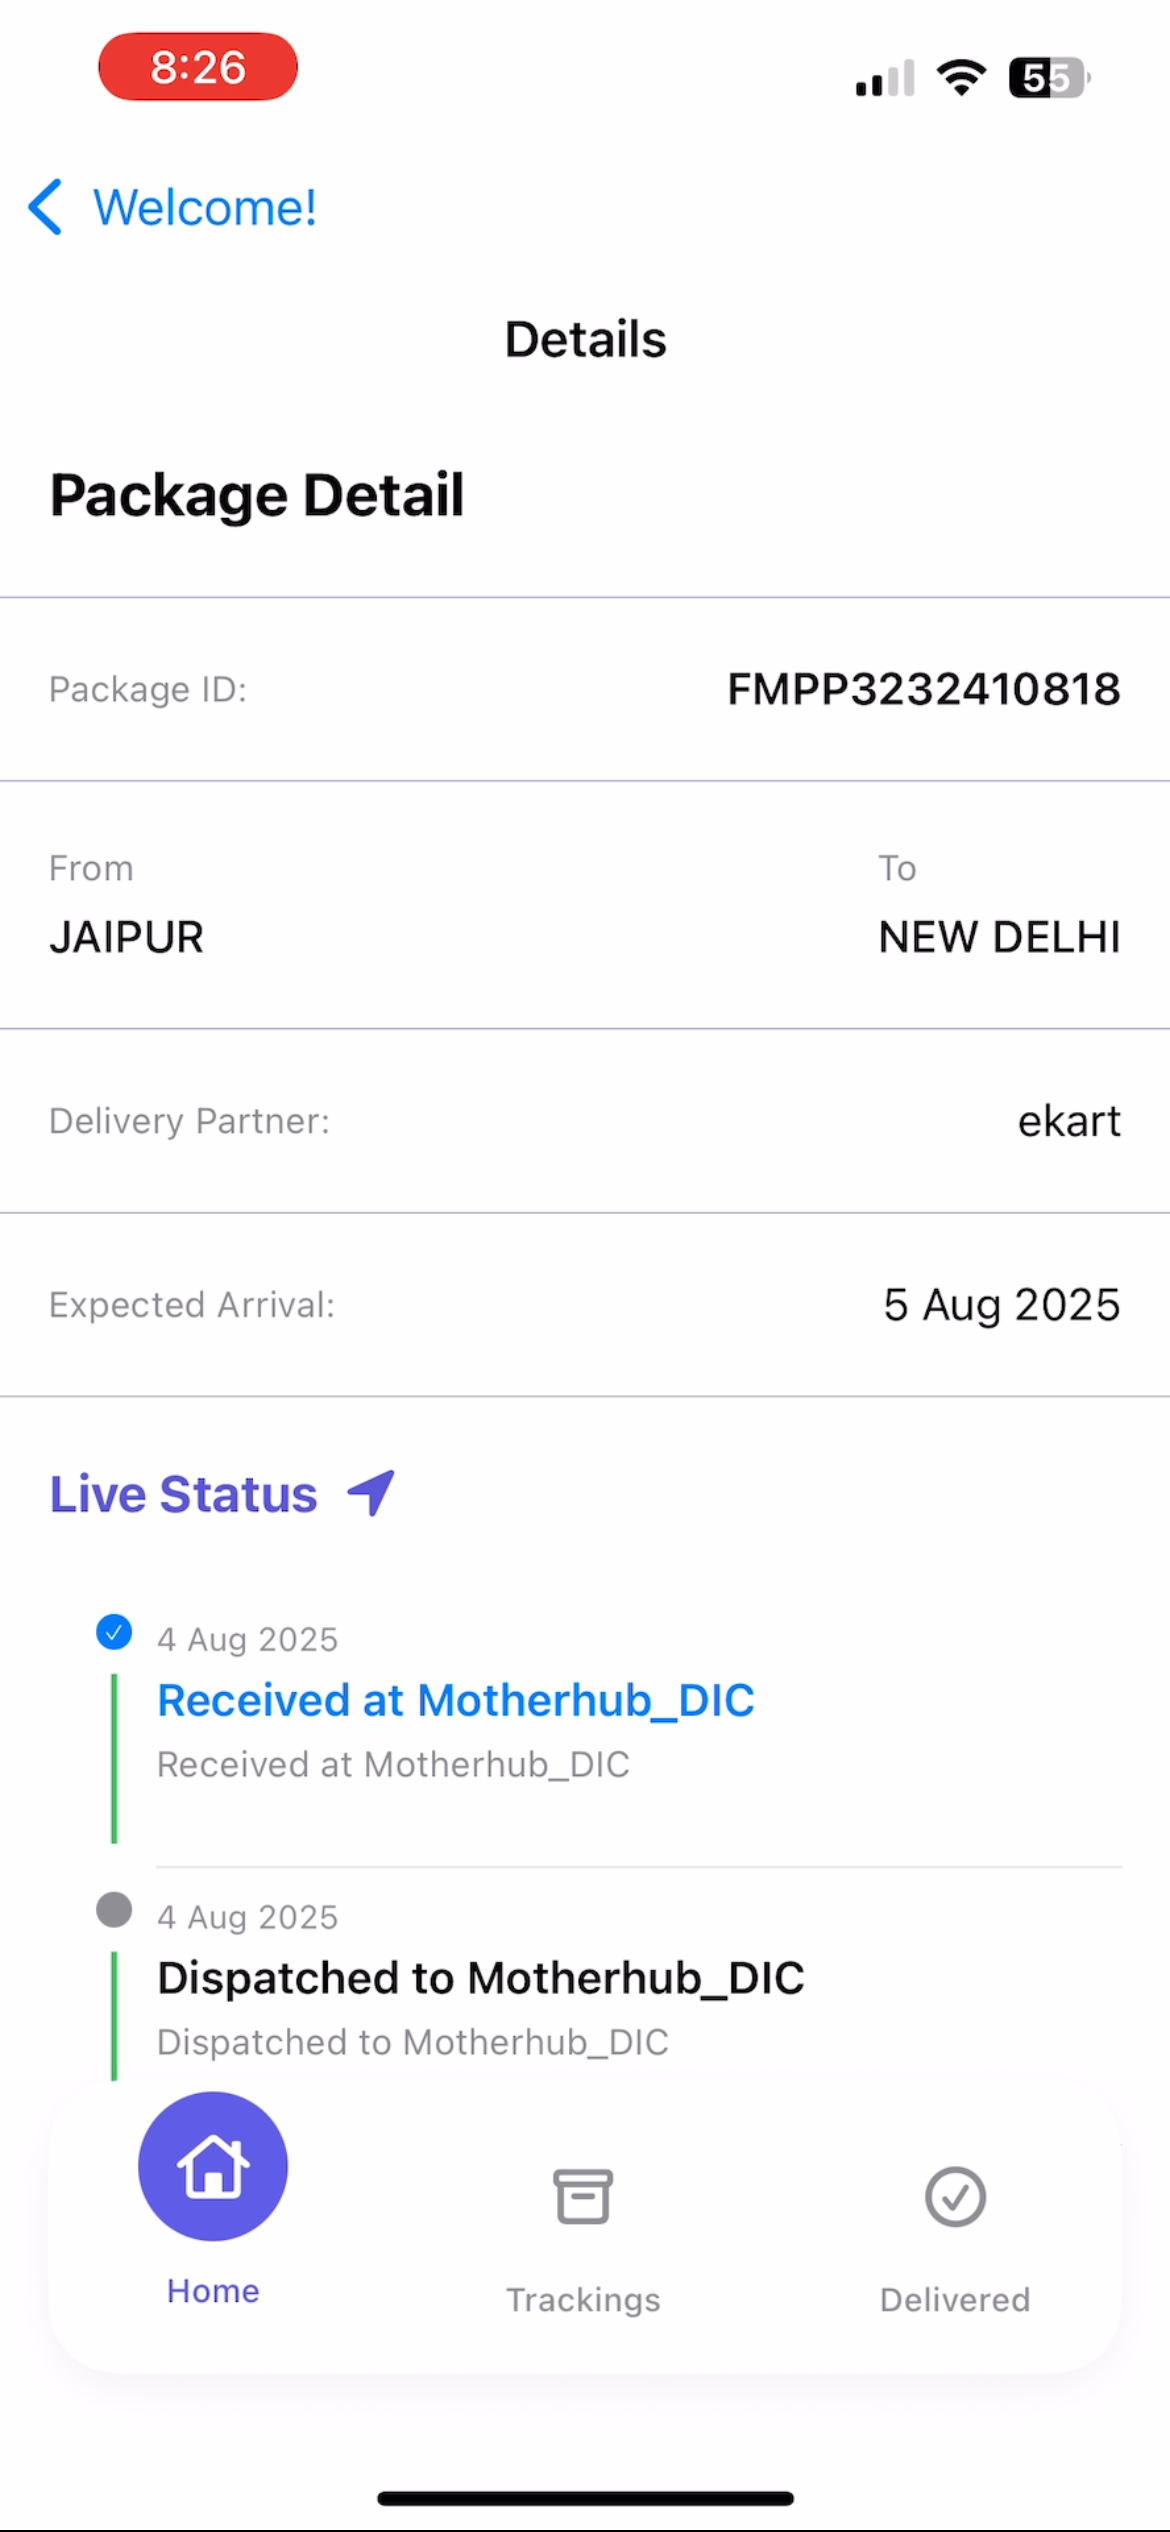 8:26
55
Welcome!
Details
Package Detail
Package ID: FMPP3232410818
From To
JAIPUR NEW DELHI
Delivery Partner: ekart
Expected Arrival: 5 Aug 2025
Live Status
4 Aug 2025
Received at Motherhub_DIC
Received at Motherhub_DIC
4 Aug 2025
Dispatched to Motherhub_DIC
Dispatched to Motherhub_DIC
Home Trackings Delivered